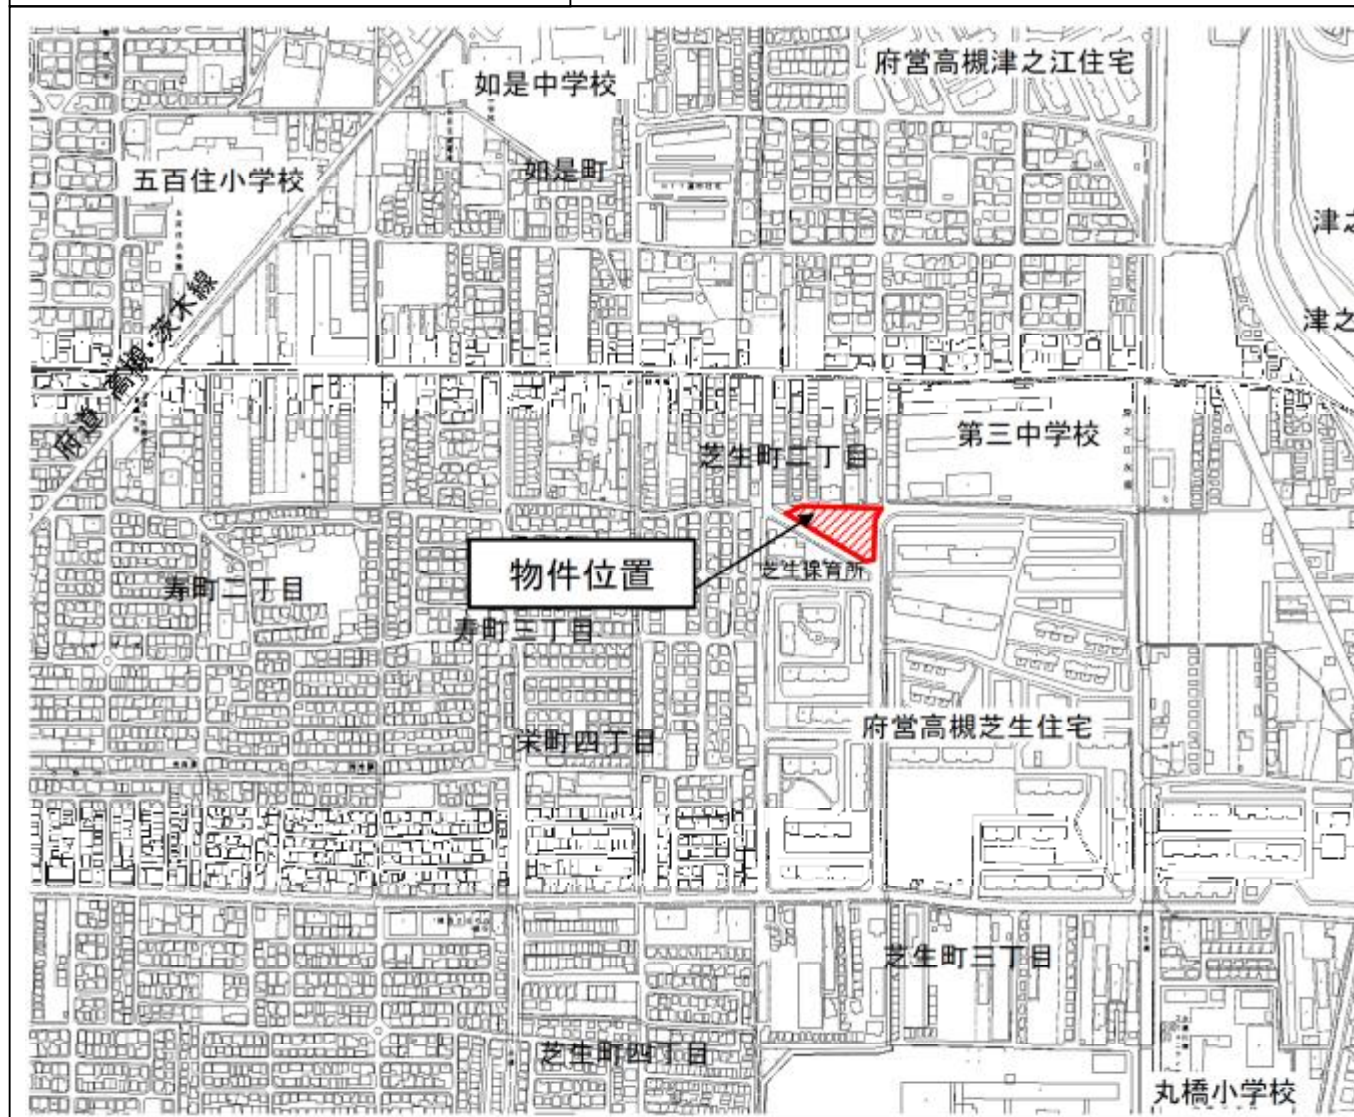 府営高槻津之江住宅
如是中学校
如是町
五百住小学校
津之
津之
府道 高槻・茨木線
第三中学校
芝生町二丁目
物件位置
芝生保育所
寿町二丁目
寿町三丁目
府営高槻芝生住宅
栄町四丁目
芝生町三丁目
芝生町四丁目
丸橋小学校